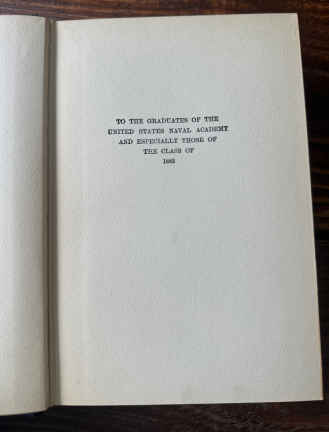 TO THE GRADUATES OF THE
UNITED STATES NAVAL ACADEMY
AND ESPECIALLY THOSE OF
THE CLASS OF